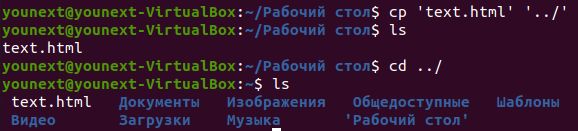 younext@younext-VirtualBox:~/Рабочий стол$ cp 'text.html' '../'
younext@younext-VirtualBox:~/Рабочий стол$ ls
text.html
younext@younext-VirtualBox:~/Рабочий стол$ cd ../
younext@younext-VirtualBox:~$ ls
text.html Документы Изображения Общедоступные Шаблоны
Видео Загрузки Музыка 'Рабочий стол'